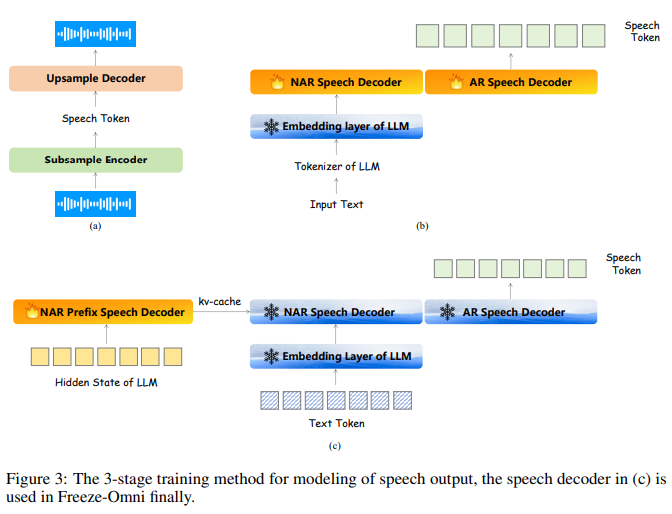 Upsample Decoder
Speech Token
Subsample Encoder
(a)
Speech
Token
NAR Speech Decoder
AR Speech Decoder
Embedding layer of LLM
Tokenizer of LLM
Input Text
(b)
Speech
Token
NAR Prefix Speech Decoder
kv-cache
NAR Speech Decoder
AR Speech Decoder
Hidden State of LLM
Embedding Layer of LLM
Text Token
(c)
Figure 3: The 3-stage training method for modeling of speech output, the speech decoder in (c) is
used in Freeze-Omni finally.